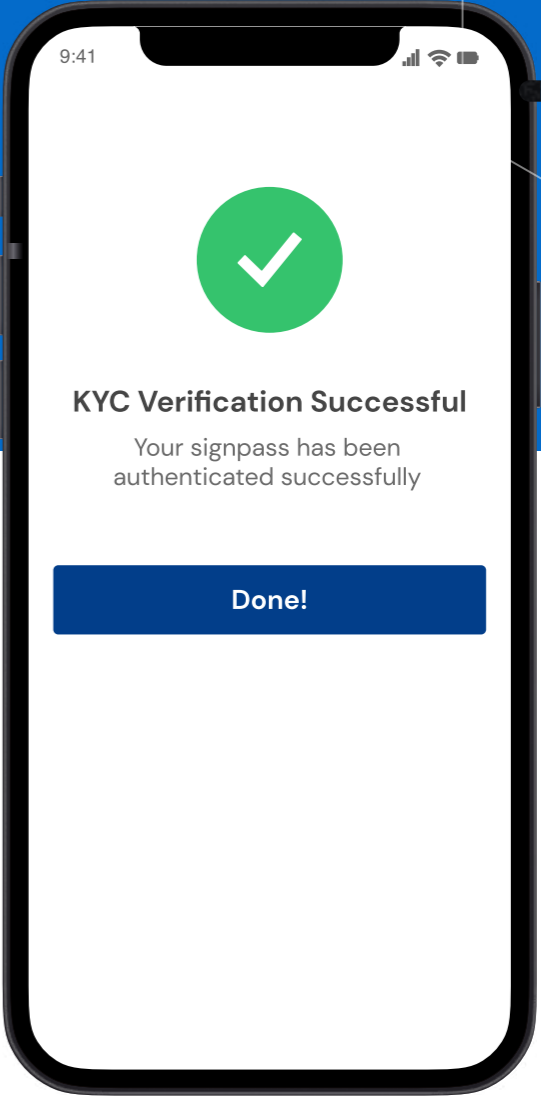 9:41
KYC Verification Successful
Your signpass has been
authenticated successfully
Done!